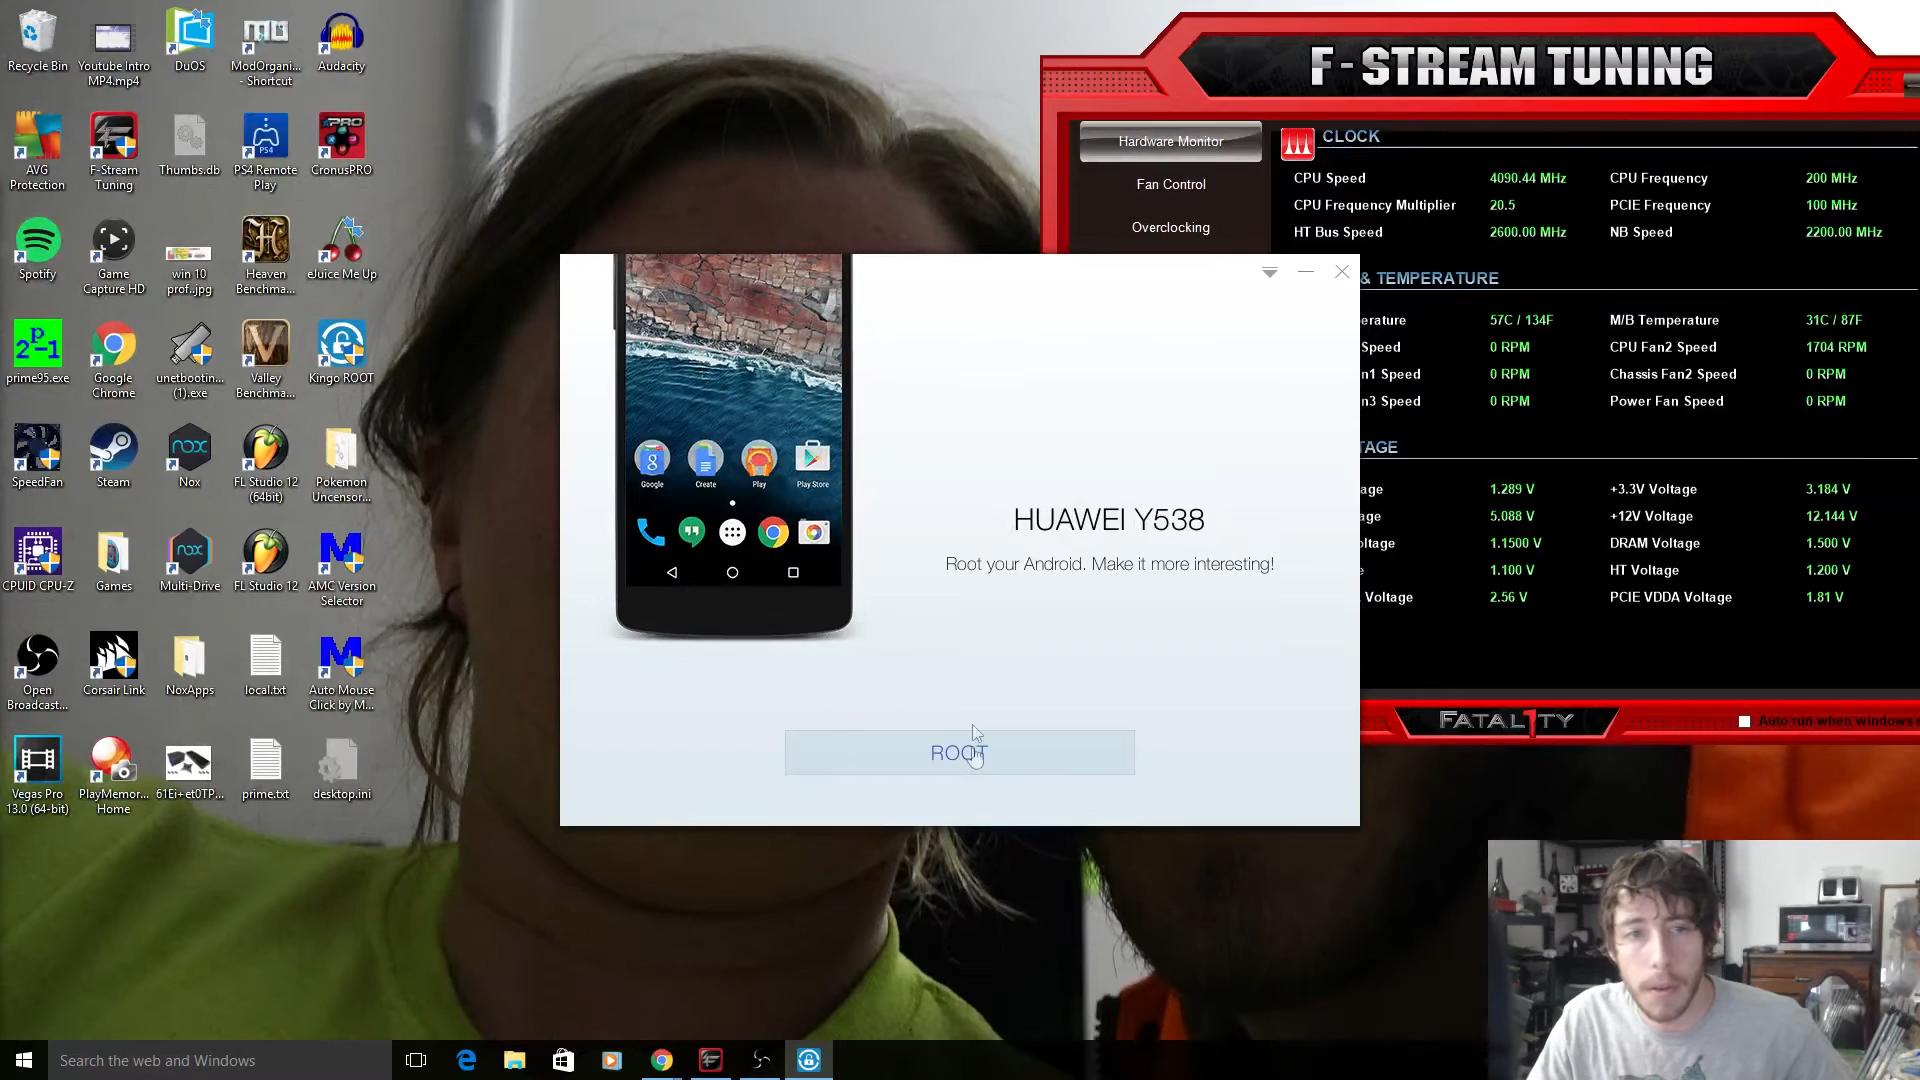 Recycle Bin
Youtube Intro
MP4.mp4
DuOS
ModOrgani...
- Shortcut
Audacity
AVG
Protection
F-Stream
Tuning
Thumbs.db
PS4 Remote
Play
CronusPRO
Spotify
Game
Capture HD
win 10
prof..jpg
Heaven
Benchma...
eJuice Me Up
prime95.exe
Google
Chrome
unetbootin...
(1).exe
Valley
Benchma...
Kingo ROOT
SpeedFan
Steam
Nox
FL Studio 12
(64bit)
Pokemon
Uncensor...
CPUID CPU-Z
Games
Multi-Drive
FL Studio 12
AMC Version
Selector
Open
Broadcast...
Corsair Link
NoxApps
local.txt
Auto Mouse
Click by M...
Vegas Pro
13.0 (64-bit)
PlayMemor...
Home
61Ei+et0TP...
prime.txt
desktop.ini
F-STREAM TUNING
Hardware Monitor
Fan Control
Overclocking
CLOCK
CPU Speed 4090.44 MHz CPU Frequency 200 MHz
CPU Frequency Multiplier 20.5 PCIE Frequency 100 MHz
HT Bus Speed 2600.00 MHz NB Speed 2200.00 MHz
& TEMPERATURE
erature 57C / 134F M/B Temperature 31C / 87F
Speed 0 RPM CPU Fan2 Speed 1704 RPM
n1 Speed 0 RPM Chassis Fan2 Speed 0 RPM
n3 Speed 0 RPM Power Fan Speed 0 RPM
TAGE
age 1.289 V +3.3V Voltage 3.184 V
age 5.088 V +12V Voltage 12.144 V
oltage 1.1500 V DRAM Voltage 1.500 V
e 1.100 V HT Voltage 1.200 V
Voltage 2.56 V PCIE VDDA Voltage 1.81 V
FATAL1TY
Auto run when windows
Google
Create
Play
Play Store
HUAWEI Y538
Root your Android. Make it more interesting!
ROOT
Search the web and Windows